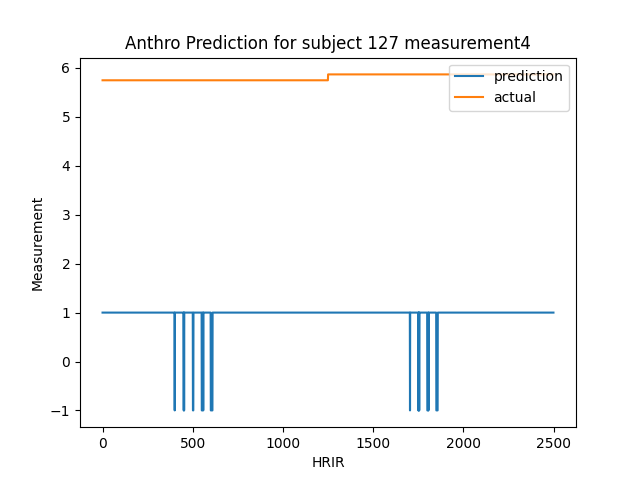 Anthro Prediction for subject 127 measurement4
6
5
4
3
2
1
0
−1
Measurement
prediction
actual
0 500 1000 1500 2000 2500
HRIR